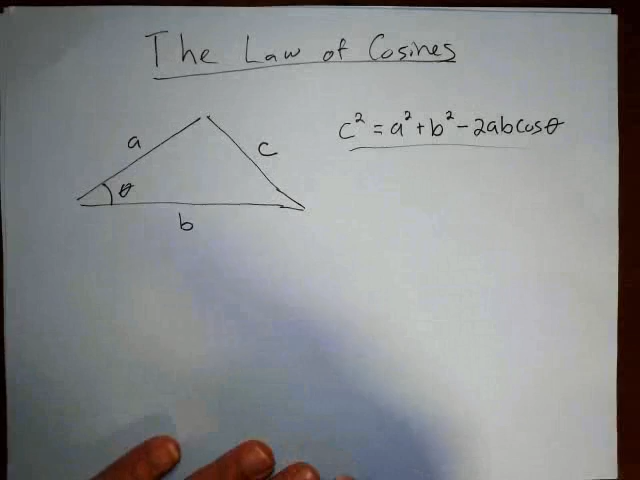 The Law of Cosines
c² = a² + b² - 2abcosθ
a
c
θ
b